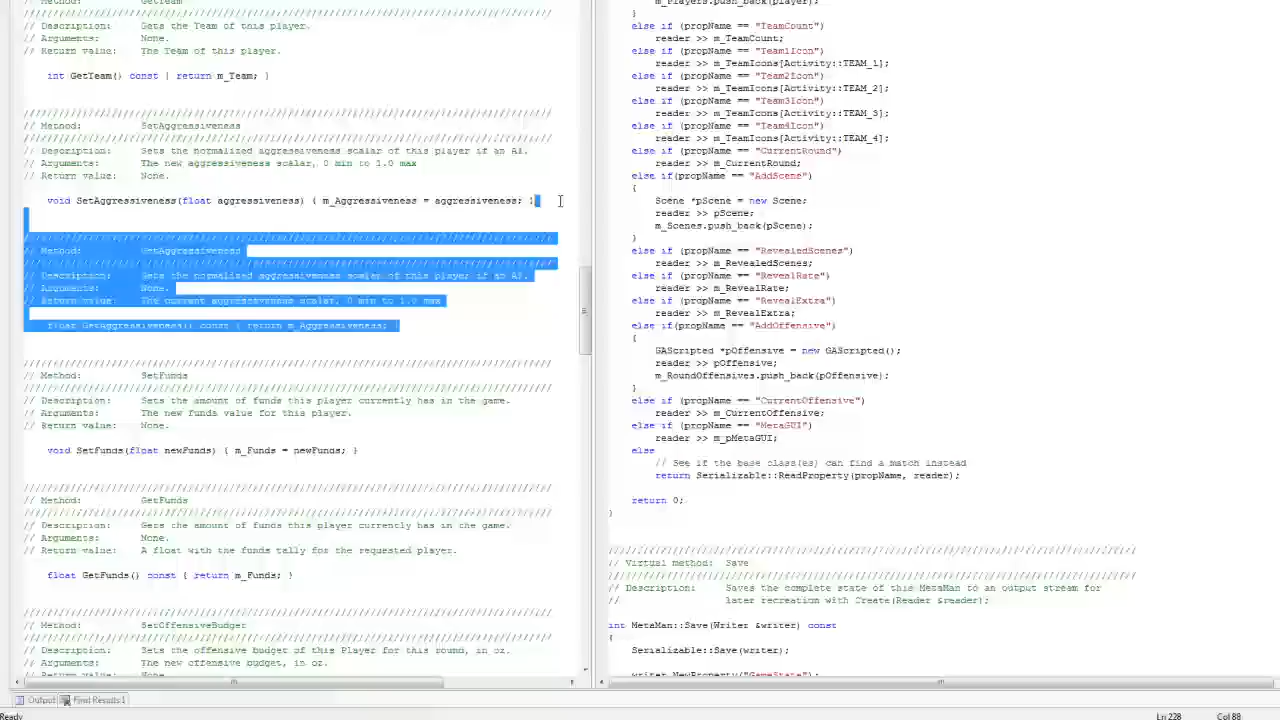 // Method: GetTeam
//////////////////////////////////////////////////////////////////////////////////////////
// Description: Gets the Team of this player.
// Arguments: None.
// Return value: The Team of this player.
int GetTeam() const { return m_Team; }
//////////////////////////////////////////////////////////////////////////////////////////
// Method: SetAggressiveness
//////////////////////////////////////////////////////////////////////////////////////////
// Description: Sets the normalized aggressiveness scalar of this player if an AI.
// Arguments: The new aggressiveness scalar, 0 min to 1.0 max
// Return value: None.
void SetAggressiveness(float aggressiveness) { m_Aggressiveness = aggressiveness; }
//////////////////////////////////////////////////////////////////////////////////////////
// Method: GetAggressiveness
//////////////////////////////////////////////////////////////////////////////////////////
// Description: Gets the normalized aggressiveness scalar of this player if an AI.
// Arguments: None.
// Return value: The current aggressiveness scalar, 0 min to 1.0 max
float GetAggressiveness() const { return m_Aggressiveness; }
//////////////////////////////////////////////////////////////////////////////////////////
// Method: SetFunds
//////////////////////////////////////////////////////////////////////////////////////////
// Description: Sets the amount of funds this player currently has in the game.
// Arguments: The new funds value for this player.
// Return value: None.
void SetFunds(float newFunds) { m_Funds = newFunds; }
//////////////////////////////////////////////////////////////////////////////////////////
// Method: GetFunds
//////////////////////////////////////////////////////////////////////////////////////////
// Description: Gets the amount of funds this player currently has in the game.
// Arguments: None.
// Return value: A float with the funds tally for the requested player.
float GetFunds() const { return m_Funds; }
//////////////////////////////////////////////////////////////////////////////////////////
// Method: SetOffensiveBudget
//////////////////////////////////////////////////////////////////////////////////////////
// Description: Sets the offensive budget of this Player for this round, in oz.
// Arguments: The new offensive budget, in oz.
// Return value: None.
m_Players.push_back(player);
}
else if (propName == "TeamCount")
reader >> m_TeamCount;
else if (propName == "Team1Icon")
reader >> m_TeamIcons[Activity::TEAM_1];
else if (propName == "Team2Icon")
reader >> m_TeamIcons[Activity::TEAM_2];
else if (propName == "Team3Icon")
reader >> m_TeamIcons[Activity::TEAM_3];
else if (propName == "Team4Icon")
reader >> m_TeamIcons[Activity::TEAM_4];
else if (propName == "CurrentRound")
reader >> m_CurrentRound;
else if(propName == "AddScene")
{
Scene *pScene = new Scene;
reader >> pScene;
m_Scenes.push_back(pScene);
}
else if (propName == "RevealedScenes")
reader >> m_RevealedScenes;
else if (propName == "RevealRate")
reader >> m_RevealRate;
else if (propName == "RevealExtra")
reader >> m_RevealExtra;
else if(propName == "AddOffensive")
{
GAScripted *pOffensive = new GAScripted();
reader >> pOffensive;
m_RoundOffensives.push_back(pOffensive);
}
else if (propName == "CurrentOffensive")
reader >> m_CurrentOffensive;
else if (propName == "MetaGUI")
reader >> m_pMetaGUI;
else
// See if the base class(es) can find a match instead
return Serializable::ReadProperty(propName, reader);
return 0;
}
//////////////////////////////////////////////////////////////////////////////////////////
// Virtual method: Save
//////////////////////////////////////////////////////////////////////////////////////////
// Description: Saves the complete state of this MetaMan to an output stream for
// later recreation with Create(Reader &reader);
int MetaMan::Save(Writer &writer) const
{
Serializable::Save(writer);
writer.NewProperty("GameState");
Output Find Results 1
Ready Ln 228 Col 88